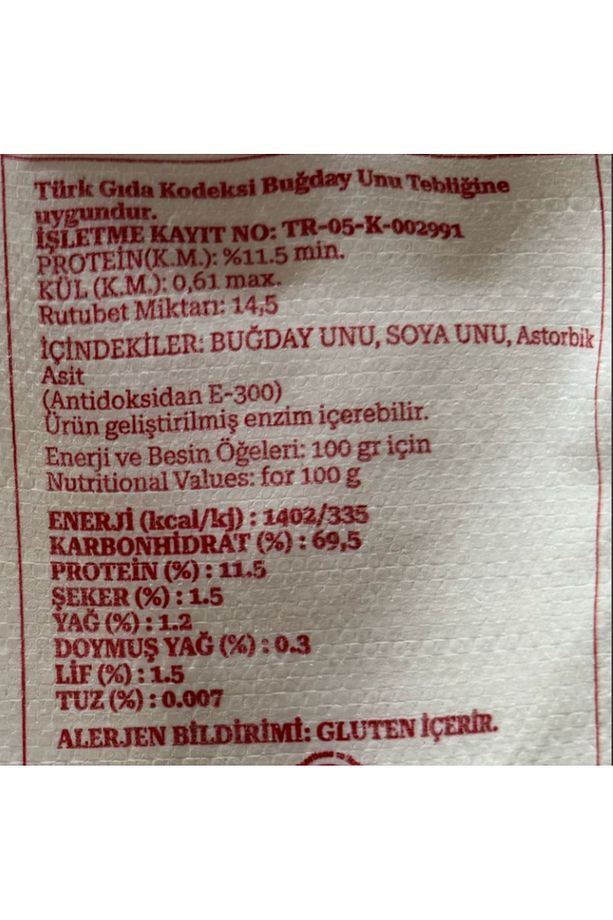 Türk Gıda Kodeksi Buğday Unu Tebliğine
uygundur.
İŞLETME KAYIT NO: TR-05-K-002991
PROTEİN(K.M.): %11.5 min.
KÜL (K.M.): 0,61 max.
Rutubet Miktarı: 14,5
İÇİNDEKİLER: BUĞDAY UNU, SOYA UNU, Astorbik
Asit
(Antidoksidan E-300)
Ürün geliştirilmiş enzim içerebilir.
Enerji ve Besin Öğeleri: 100 gr için
Nutritional Values: for 100 g
ENERJİ (kcal/kj) : 1402/335
KARBONHİDRAT (%) : 69,5
PROTEİN (%) : 11.5
ŞEKER (%) : 1.5
YAĞ (%) : 1.2
DOYMUŞ YAĞ (%) : 0.3
LİF (%) : 1.5
TUZ (%) : 0.007
ALERJEN BİLDİRİMİ: GLUTEN İÇERİR.